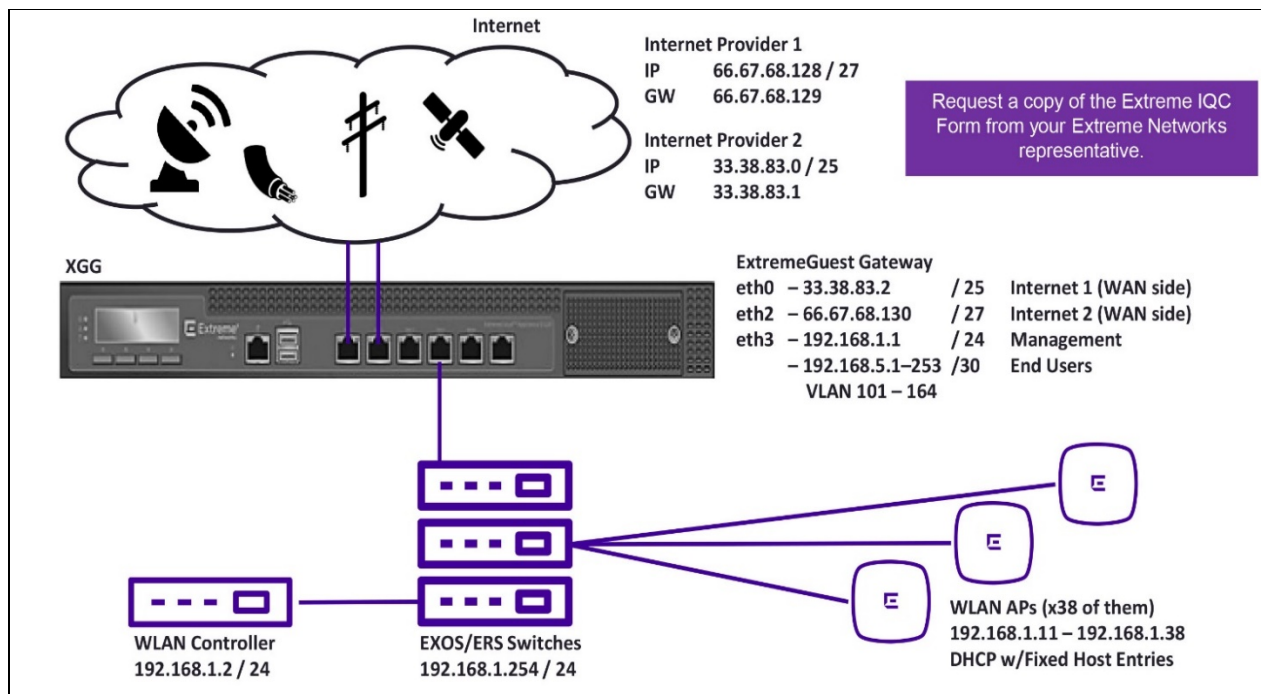 Internet
Internet Provider 1
IP 66.67.68.128 / 27
GW 66.67.68.129
Internet Provider 2
IP 33.38.83.0 / 25
GW 33.38.83.1
Request a copy of the Extreme IQC
Form from your Extreme Networks
representative.
XGG
Extreme
networks
ExtremeGuest Gateway
eth0 – 33.38.83.2 / 25 Internet 1 (WAN side)
eth2 – 66.67.68.130 / 27 Internet 2 (WAN side)
eth3 – 192.168.1.1 / 24 Management
– 192.168.5.1–253 /30 End Users
VLAN 101 – 164
WLAN Controller
192.168.1.2 / 24
EXOS/ERS Switches
192.168.1.254 / 24
WLAN APs (x38 of them)
192.168.1.11 – 192.168.1.38
DHCP w/Fixed Host Entries